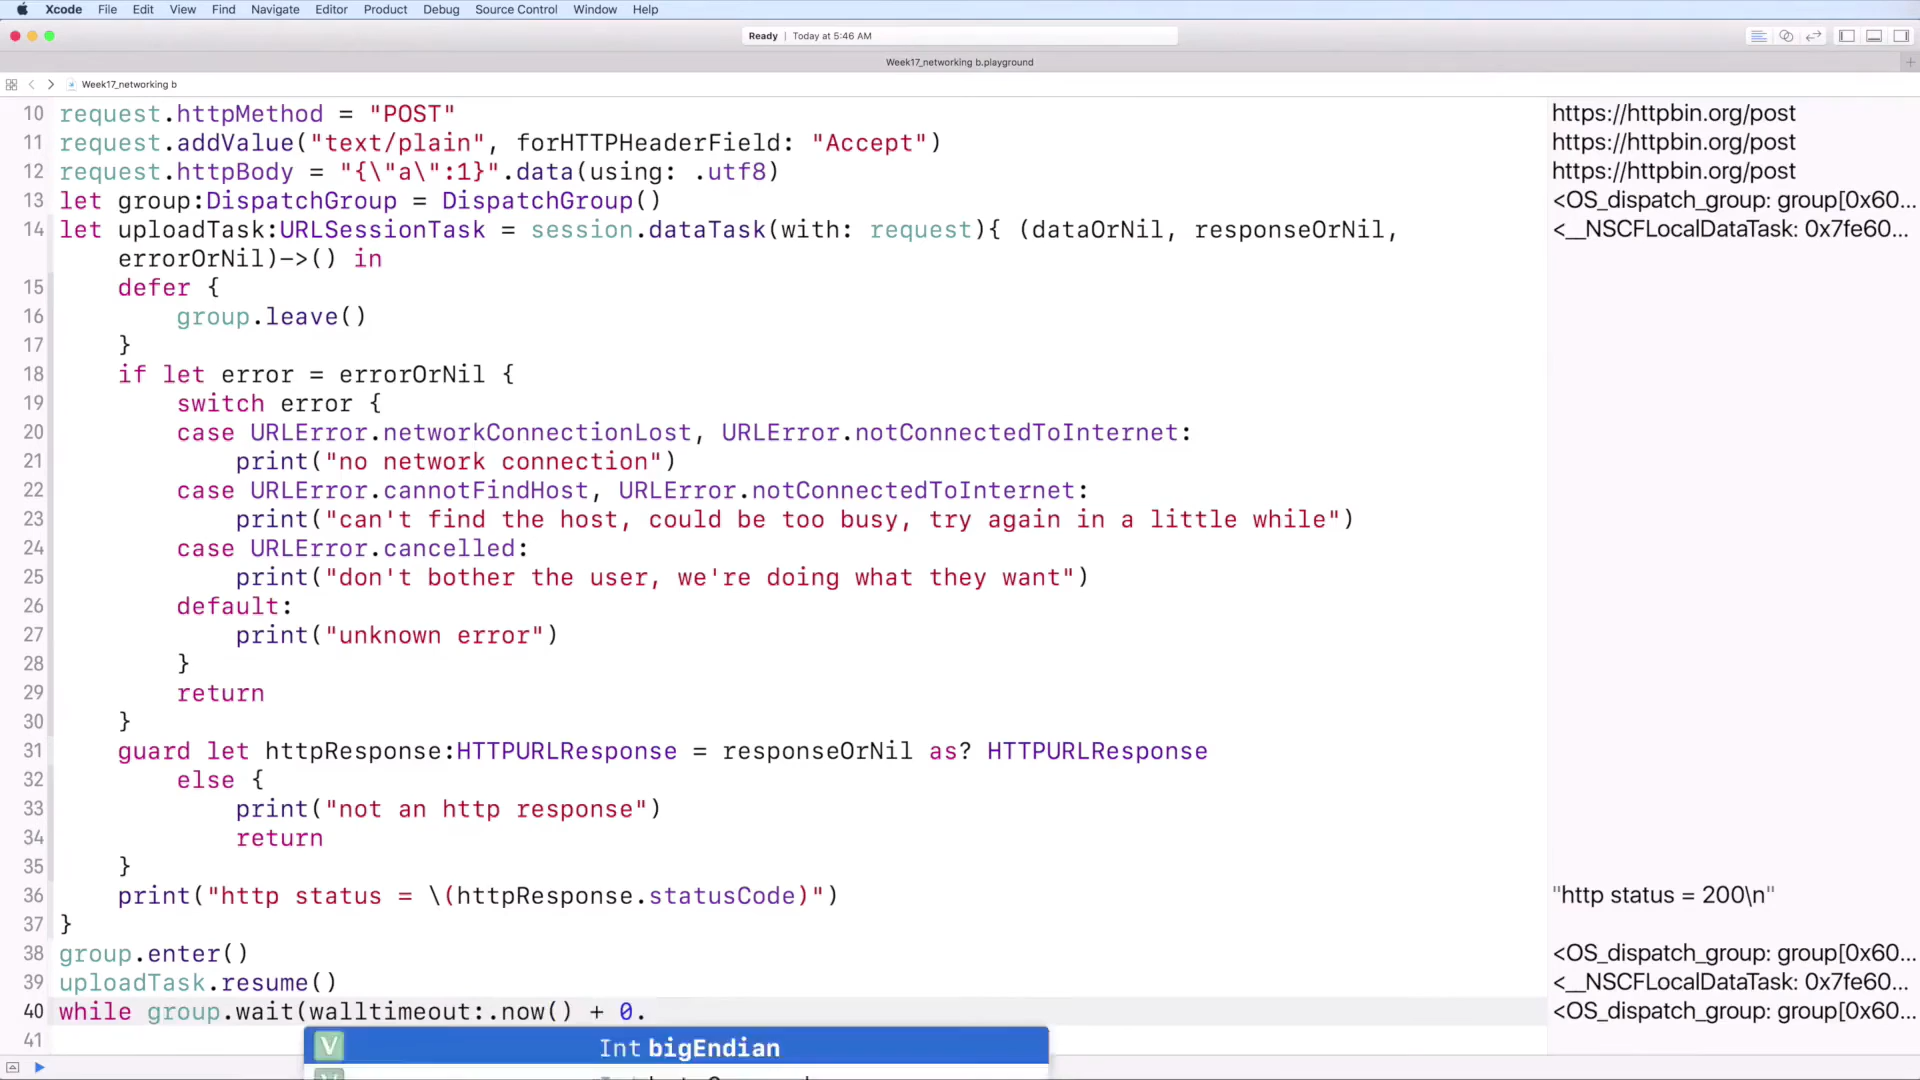 Xcode File Edit View Find Navigate Editor Product Debug Source Control Window Help
Ready | Today at 5:46 AM
Week17_networking b.playground
Week17_networking b
10 request.httpMethod = "POST" https://httpbin.org/post
11 request.addValue("text/plain", forHTTPHeaderField: "Accept") https://httpbin.org/post
12 request.httpBody = "{\"a\":1}".data(using: .utf8) https://httpbin.org/post
13 let group:DispatchGroup = DispatchGroup() <OS_dispatch_group: group[0x60...
14 let uploadTask:URLSessionTask = session.dataTask(with: request){ (dataOrNil, responseOrNil, <__NSCFLocalDataTask: 0x7fe60...
errorOrNil)->() in
15 defer {
16 group.leave()
17 }
18 if let error = errorOrNil {
19 switch error {
20 case URLError.networkConnectionLost, URLError.notConnectedToInternet:
21 print("no network connection")
22 case URLError.cannotFindHost, URLError.notConnectedToInternet:
23 print("can't find the host, could be too busy, try again in a little while")
24 case URLError.cancelled:
25 print("don't bother the user, we're doing what they want")
26 default:
27 print("unknown error")
28 }
29 return
30 }
31 guard let httpResponse:HTTPURLResponse = responseOrNil as? HTTPURLResponse
32 else {
33 print("not an http response")
34 return
35 }
36 print("http status = \(httpResponse.statusCode)") "http status = 200\n"
37 }
38 group.enter() <OS_dispatch_group: group[0x60...
39 uploadTask.resume() <__NSCFLocalDataTask: 0x7fe60...
40 while group.wait(walltimeout:.now() + 0. <OS_dispatch_group: group[0x60...
41
V Int bigEndian